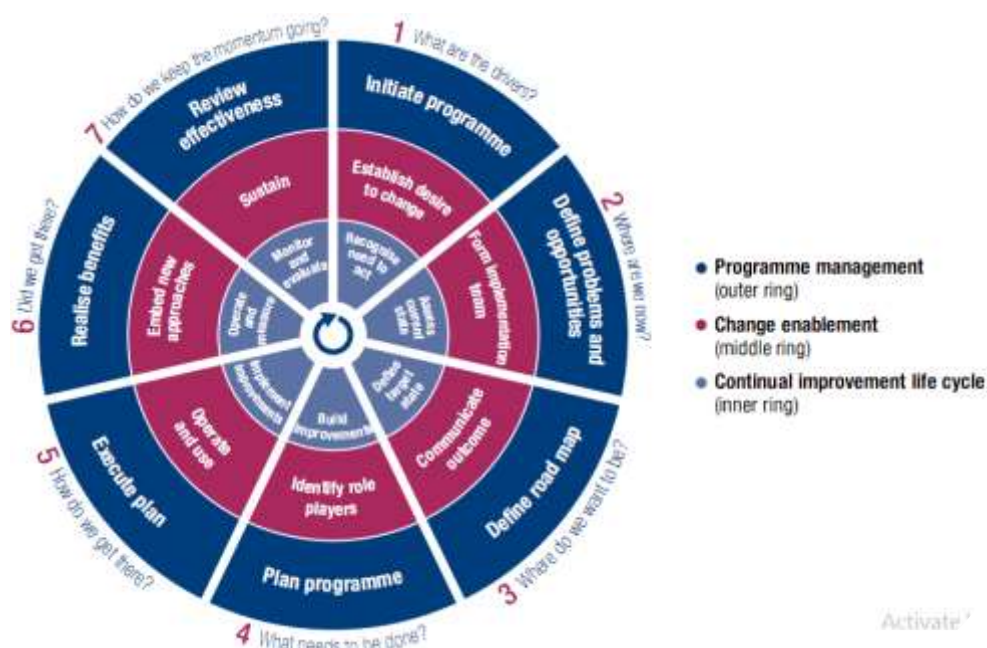 1 What are the drivers?
Initiate programme
Establish desire
to change
Recognise
need to
act
2 Where are we now?
Define problems and
opportunities
Form implementation
team
Assess
current
state
3 Where do we want to be?
Define road map
Communicate
outcome
Define
target
state
4 What needs to be done?
Plan programme
Identify role
players
Build
improvements
5 How do we get there?
Execute plan
Operate
and use
Implement
improvements
6 Did we get there?
Realise benefits
Embed new
approaches
Operate
and
measure
7 How do we keep the momentum going?
Review
effectiveness
Sustain
Monitor
and
evaluate
Programme management
(outer ring)
Change enablement
(middle ring)
Continual improvement life cycle
(inner ring)
Activate